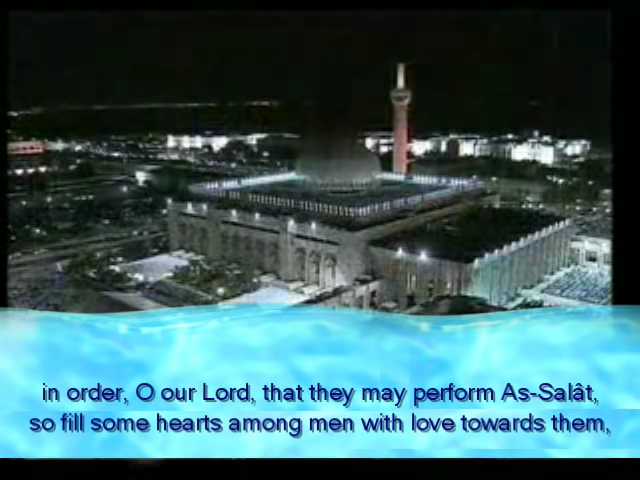 in order, O our Lord, that they may perform As-Salât,
so fill some hearts among men with love towards them,